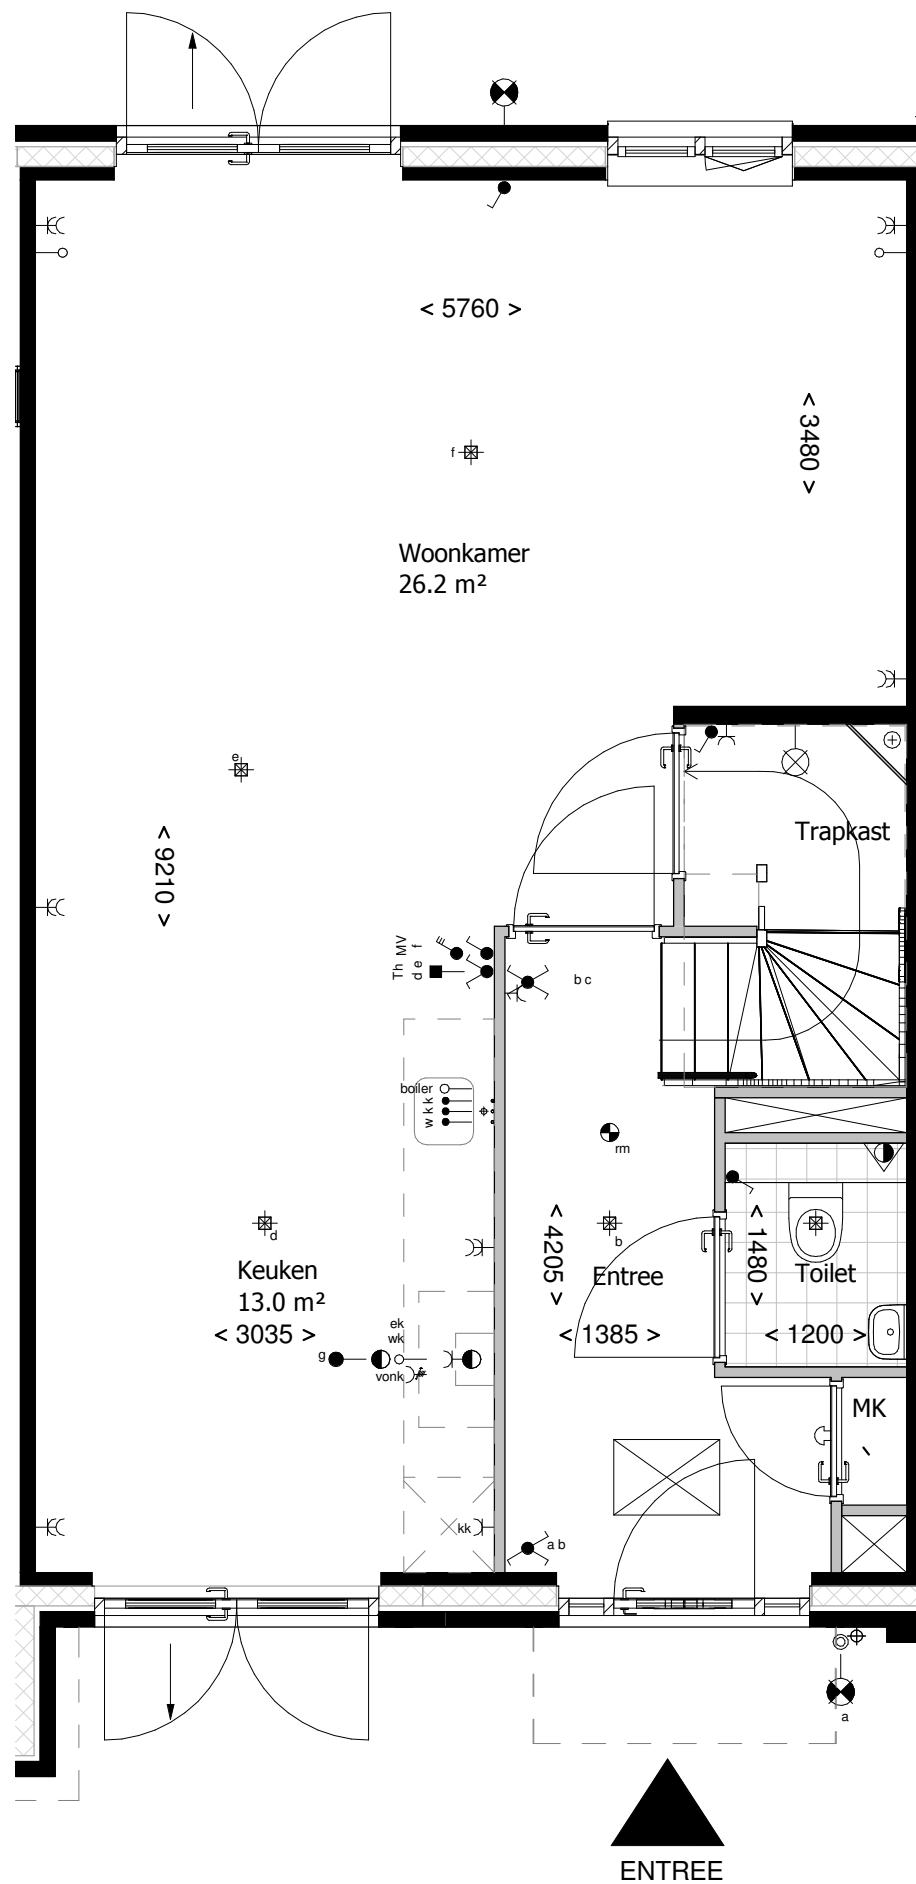 < 5760 >
< 3480 >
f
Woonkamer
26.2 m²
e
Trapkast
< 9210 >
Th MV
d e f
b c
boiler
w k k
rm
d
b
< 4205 >
< 1480 >
Keuken
13.0 m²
< 3035 >
Entree
< 1385 >
Toilet
< 1200 >
ek
wk
g
vonk
MK
kk
a b
a
ENTREE